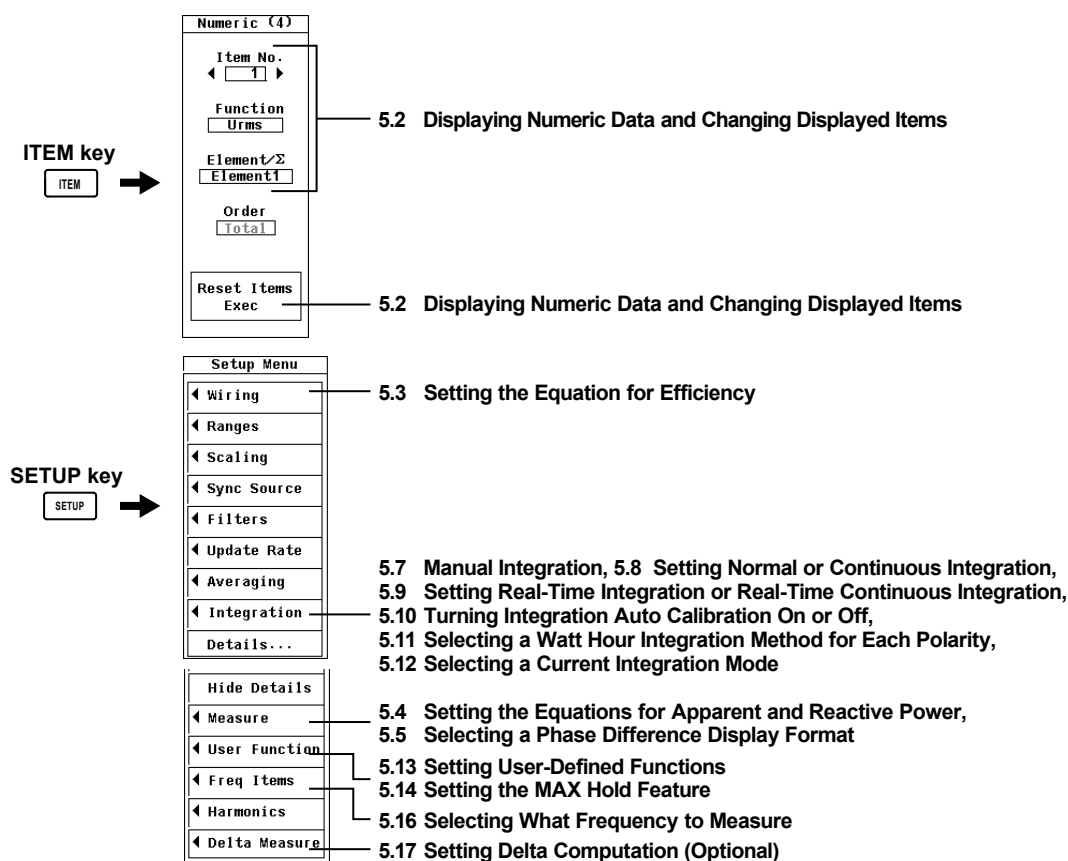 Numeric (4)
Item No.
1
Function
Urms
5.2 Displaying Numeric Data and Changing Displayed Items
ITEM key
ITEM
Element/Σ
Element1
Order
Total
Reset Items
Exec
5.2 Displaying Numeric Data and Changing Displayed Items
Setup Menu
Wiring
5.3 Setting the Equation for Efficiency
Ranges
Scaling
SETUP key
SETUP
Sync Source
Filters
Update Rate
Averaging
Integration
Details...
5.7 Manual Integration, 5.8 Setting Normal or Continuous Integration,
5.9 Setting Real-Time Integration or Real-Time Continuous Integration,
5.10 Turning Integration Auto Calibration On or Off,
5.11 Selecting a Watt Hour Integration Method for Each Polarity,
5.12 Selecting a Current Integration Mode
Hide Details
Measure
User Function
Freq Items
Harmonics
Delta Measure
5.4 Setting the Equations for Apparent and Reactive Power,
5.5 Selecting a Phase Difference Display Format
5.13 Setting User-Defined Functions
5.14 Setting the MAX Hold Feature
5.16 Selecting What Frequency to Measure
5.17 Setting Delta Computation (Optional)